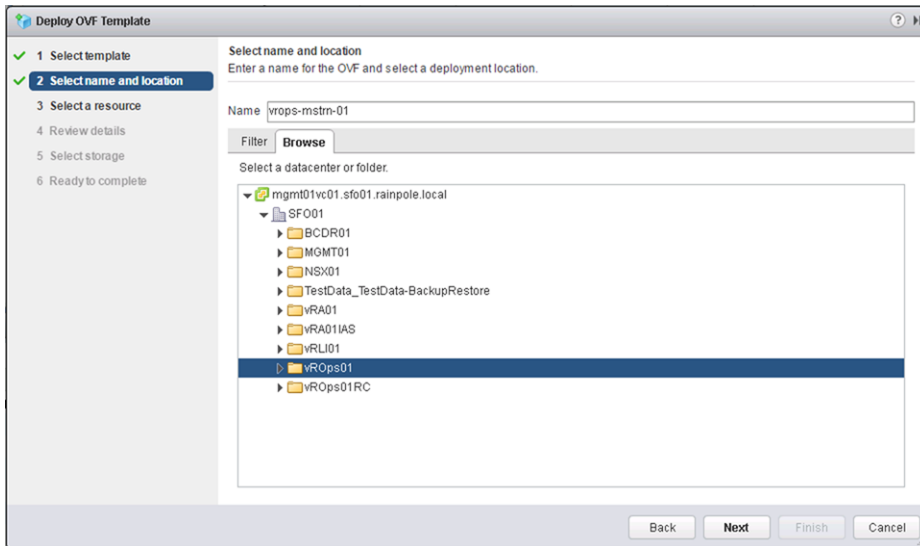 Deploy OVF Template
?
1 Select template
2 Select name and location
3 Select a resource
4 Review details
5 Select storage
6 Ready to complete
Select name and location
Enter a name for the OVF and select a deployment location.
Name vrops-mstrn-01
Filter Browse
Select a datacenter or folder.
mgmt01vc01.sfo01.rainpole.local
SFO01
BCDR01
MGMT01
NSX01
TestData_TestData-BackupRestore
vRA01
vRA01IAS
vRLI01
vROps01
vROps01RC
Back Next Finish Cancel